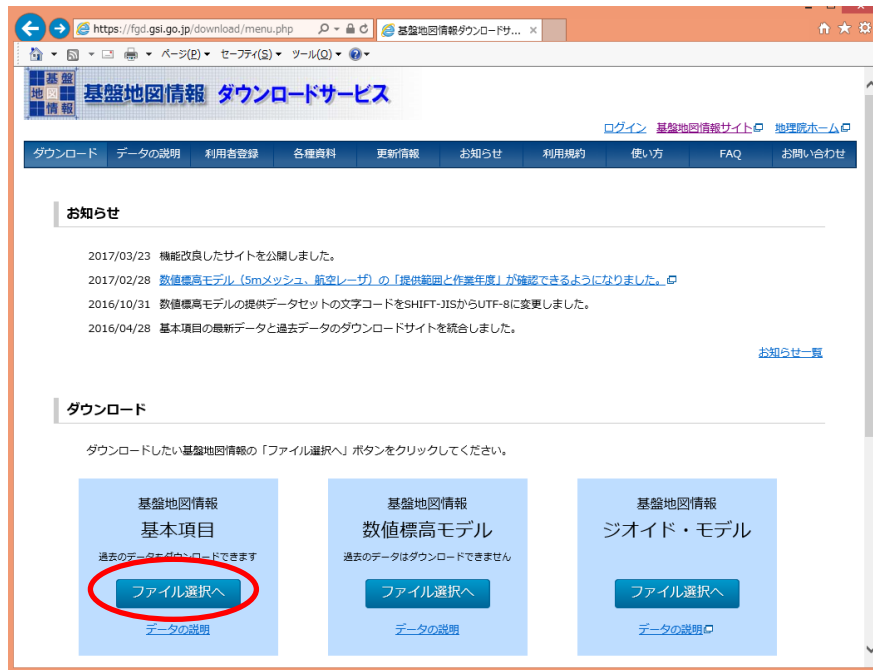 https://fgd.gsi.go.jp/download/menu.php
基盤地図情報ダウンロードサ...
ページ(P) セーフティ(S) ツール(O)
基盤
地図
情報
基盤地図情報 ダウンロードサービス
ログイン 基盤地図情報サイト 地理院ホーム
ダウンロード データの説明 利用者登録 各種資料 更新情報 お知らせ 利用規約 使い方 FAQ お問い合わせ
お知らせ
2017/03/23 機能改良したサイトを公開しました。
2017/02/28 数値標高モデル（5mメッシュ、航空レーザ）の「提供範囲と作業年度」が確認できるようになりました。
2016/10/31 数値標高モデルの提供データセットの文字コードをSHIFT-JISからUTF-8に変更しました。
2016/04/28 基本項目の最新データと過去データのダウンロードサイトを統合しました。
お知らせ一覧
ダウンロード
ダウンロードしたい基盤地図情報の「ファイル選択へ」ボタンをクリックしてください。
基盤地図情報 基盤地図情報 基盤地図情報
基本項目 数値標高モデル ジオイド・モデル
過去のデータもダウンロードできます 過去のデータはダウンロードできません
ファイル選択へ ファイル選択へ ファイル選択へ
データの説明 データの説明 データの説明